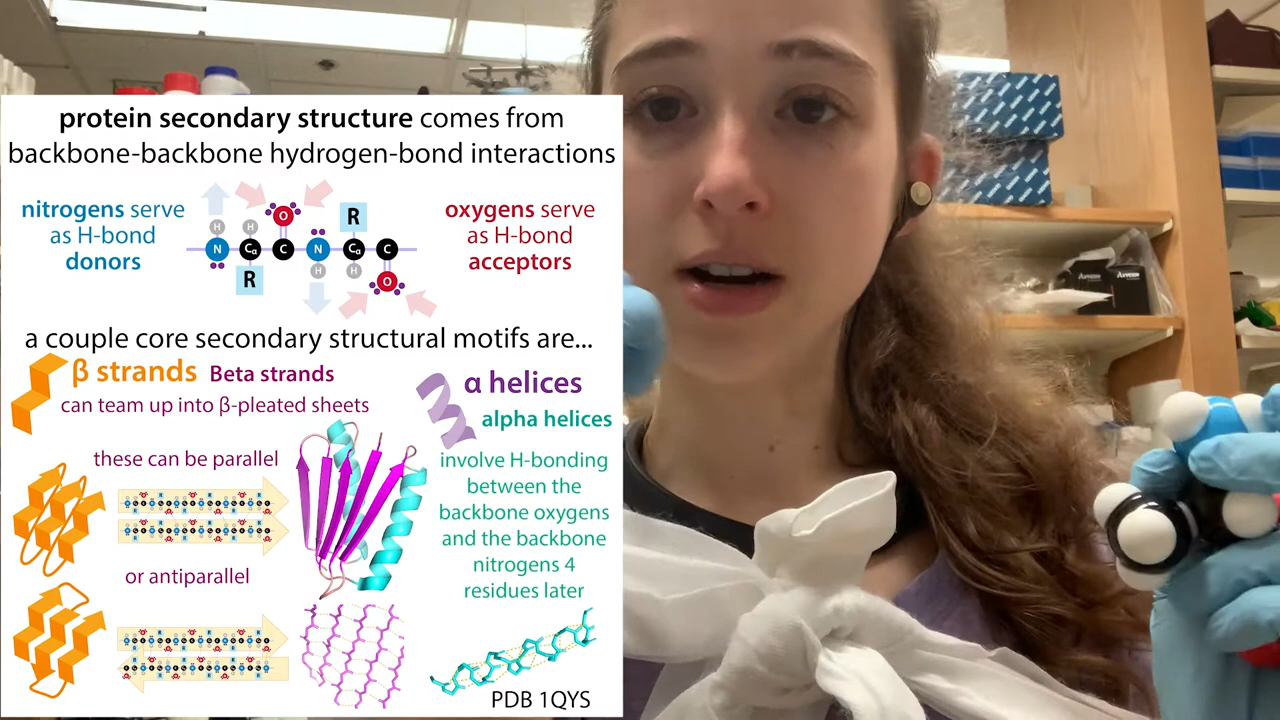 protein secondary structure comes from
backbone-backbone hydrogen-bond interactions
nitrogens serve
as H-bond
donors
H H O R
N Cα C N Cα C
R H H O
oxygens serve
as H-bond
acceptors
a couple core secondary structural motifs are...
β strands Beta strands
can team up into β-pleated sheets
these can be parallel
or antiparallel
α helices
alpha helices
involve H-bonding
between the
backbone oxygens
and the backbone
nitrogens 4
residues later
PDB 1QYS